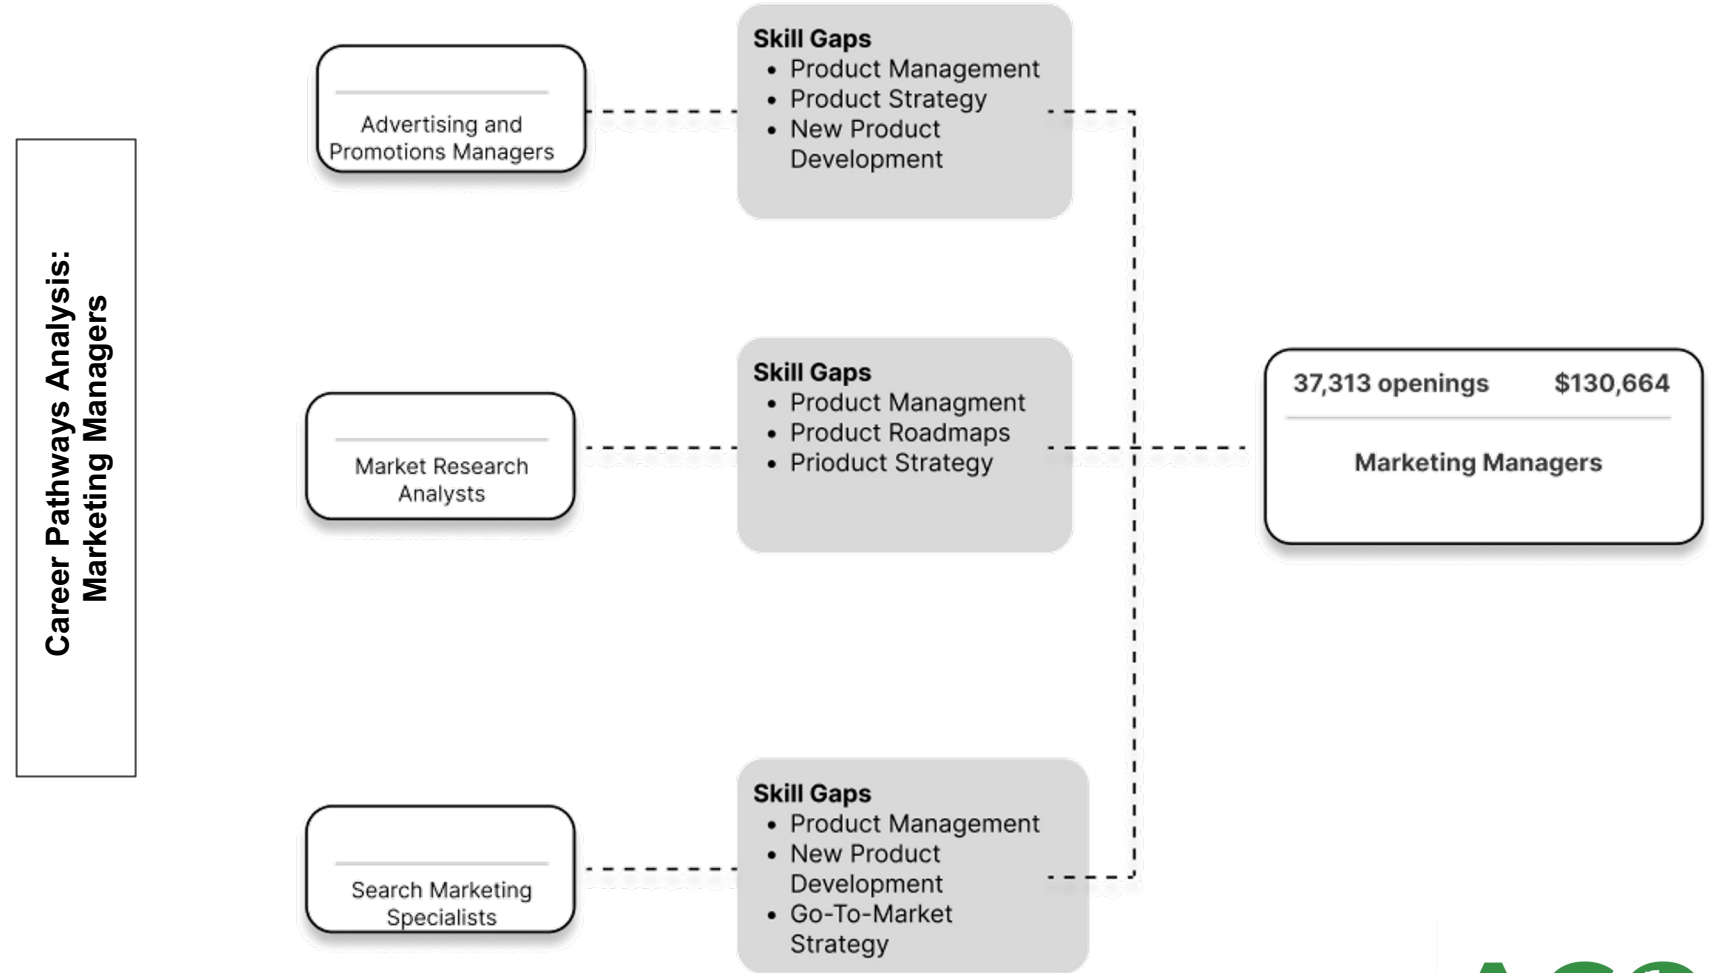 Career Pathways Analysis:
Marketing Managers
Advertising and
Promotions Managers
Skill Gaps
• Product Management
• Product Strategy
• New Product
Development
Market Research
Analysts
Skill Gaps
• Product Managment
• Product Roadmaps
• Prioduct Strategy
Search Marketing
Specialists
Skill Gaps
• Product Management
• New Product
Development
• Go-To-Market
Strategy
37,313 openings $130,664
Marketing Managers